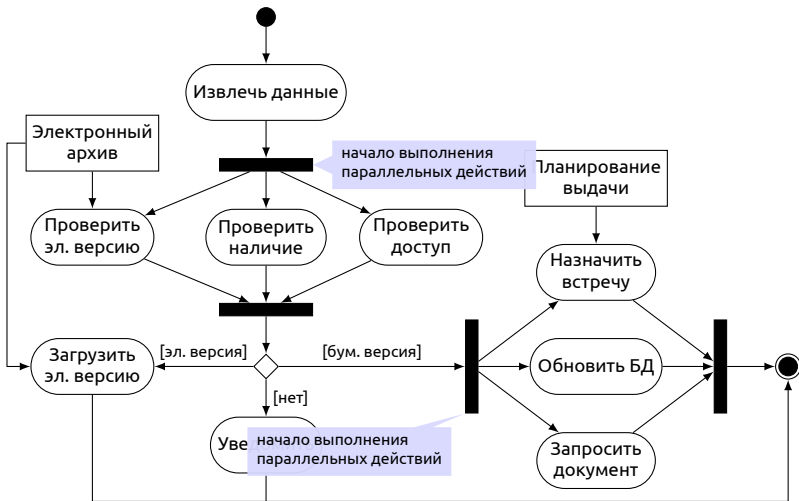 Извлечь данные
Электронный
архив
начало выполнения
параллельных действий
Планирование
выдачи
Проверить
эл. версию
Проверить
наличие
Проверить
доступ
Назначить
встречу
[эл. версия]
[бум. версия]
Загрузить
эл. версию
Обновить БД
[нет]
начало выполнения
параллельных действий
Запросить
документ